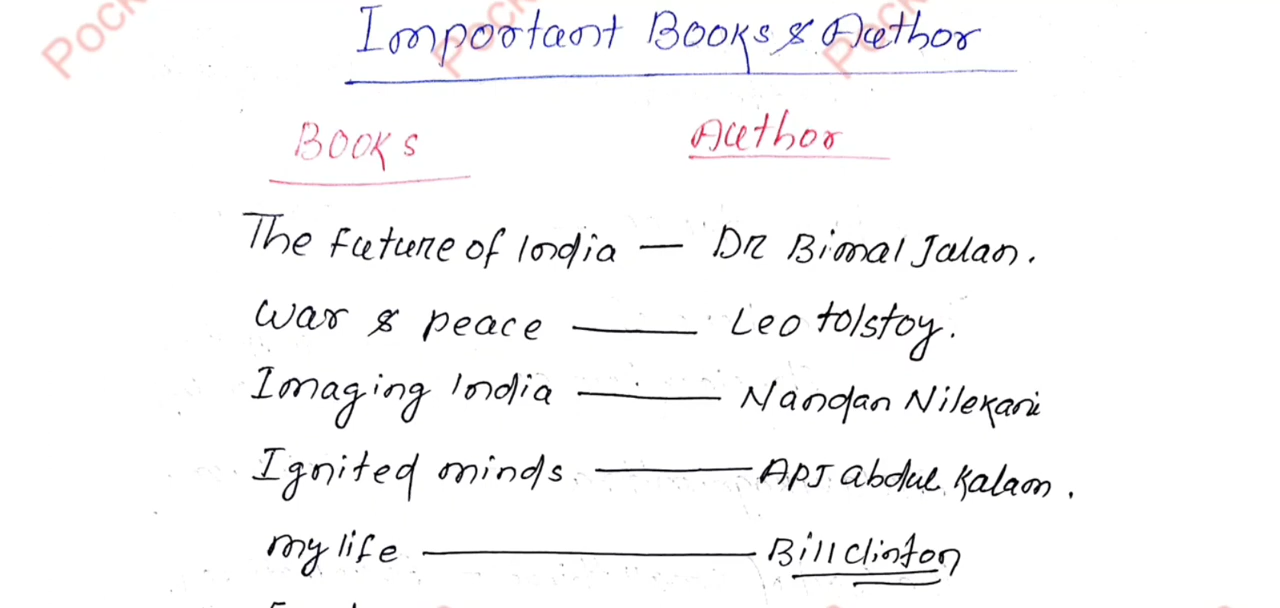 Important Books & Author
Books Author
The Future of India — DR Bimal Jalan.
War & peace — Leo tolstoy.
Imaging India — Nandan Nilekani
Ignited minds — APJ abdul Kalam.
my life — Bill clinton